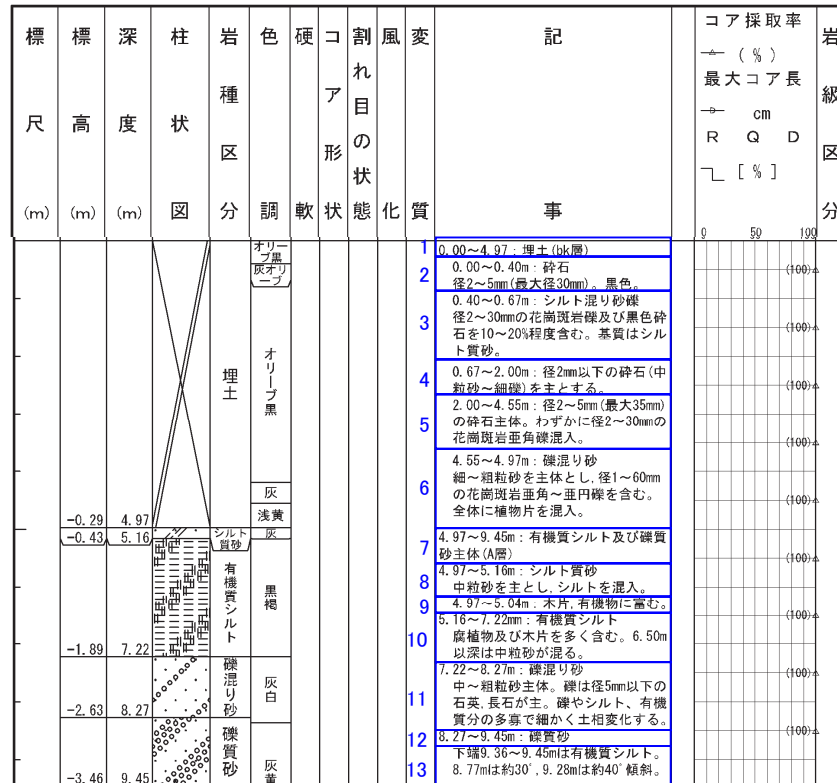 標尺(m)
標高(m)
深度(m)
柱状図
岩種区分
色調
硬軟
コア形状
割れ目の状態
風化
変質
記事
コア採取率
(%)
最大コア長
cm
R Q D
[%]
岩級区分
0 50 100
オリーブ黒
灰オリーブ
オリーブ黒
灰
浅黄
灰
黒褐
灰白
灰黄
埋土
シルト質砂
有機質シルト
礫混り砂
礫質砂
-0.29 4.97
-0.43 5.16
-1.89 7.22
-2.63 8.27
-3.46 9.45
1
0.00～4.97：埋土(bk層)
2
0.00～0.40m：砕石
径2～5mm(最大径30mm)。黒色。
3
0.40～0.67m：シルト混り砂礫
径2～30mmの花崗斑岩礫及び黒色砕
石を10～20%程度含む。基質はシル
ト質砂。
4
0.67～2.00m：径2mm以下の砕石(中
粒砂～細礫)を主とする。
5
2.00～4.55m：径2～5mm(最大35mm)
の砕石主体。わずかに径2～30mmの
花崗斑岩亜角礫混入。
6
4.55～4.97m：礫混り砂
細～粗粒砂を主体とし,径1～60mm
の花崗斑岩亜角～亜円礫を含む。
全体に植物片を混入。
7
4.97～9.45m：有機質シルト及び礫質
砂主体(A層)
8
4.97～5.16m：シルト質砂
中粒砂を主とし,シルトを混入。
9
4.97～5.04m：木片,有機物に富む。
10
5.16～7.22mm：有機質シルト
腐植物及び木片を多く含む。6.50m
以深は中粒砂が混る。
11
7.22～8.27m：礫混り砂
中～粗粒砂主体。礫は径5mm以下の
石英,長石が主。礫やシルト、有機
質分の多寡で細かく土相変化する。
12
8.27～9.45m：礫質砂
13
下端9.36～9.45mは有機質シルト。
8.77mは約30°,9.28mは約40°傾斜。
(100)
(100)
(100)
(100)
(100)
(100)
(100)
(100)
(100)